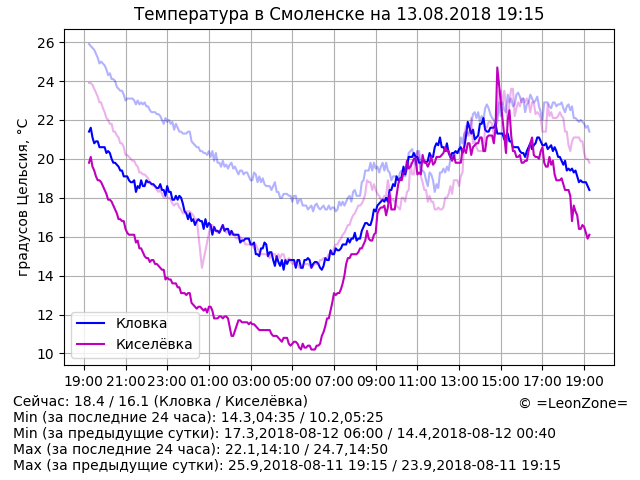 Температура в Смоленске на 13.08.2018 19:15
градусов Цельсия, °C
26
24
22
20
18
16
14
12
10
Кловка
Киселёвка
19:00 21:00 23:00 01:00 03:00 05:00 07:00 09:00 11:00 13:00 15:00 17:00 19:00
Сейчас: 18.4 / 16.1 (Кловка / Киселёвка)
© =LeonZone=
Min (за последние 24 часа): 14.3,04:35 / 10.2,05:25
Min (за предыдущие сутки): 17.3,2018-08-12 06:00 / 14.4,2018-08-12 00:40
Max (за последние 24 часа): 22.1,14:10 / 24.7,14:50
Max (за предыдущие сутки): 25.9,2018-08-11 19:15 / 23.9,2018-08-11 19:15